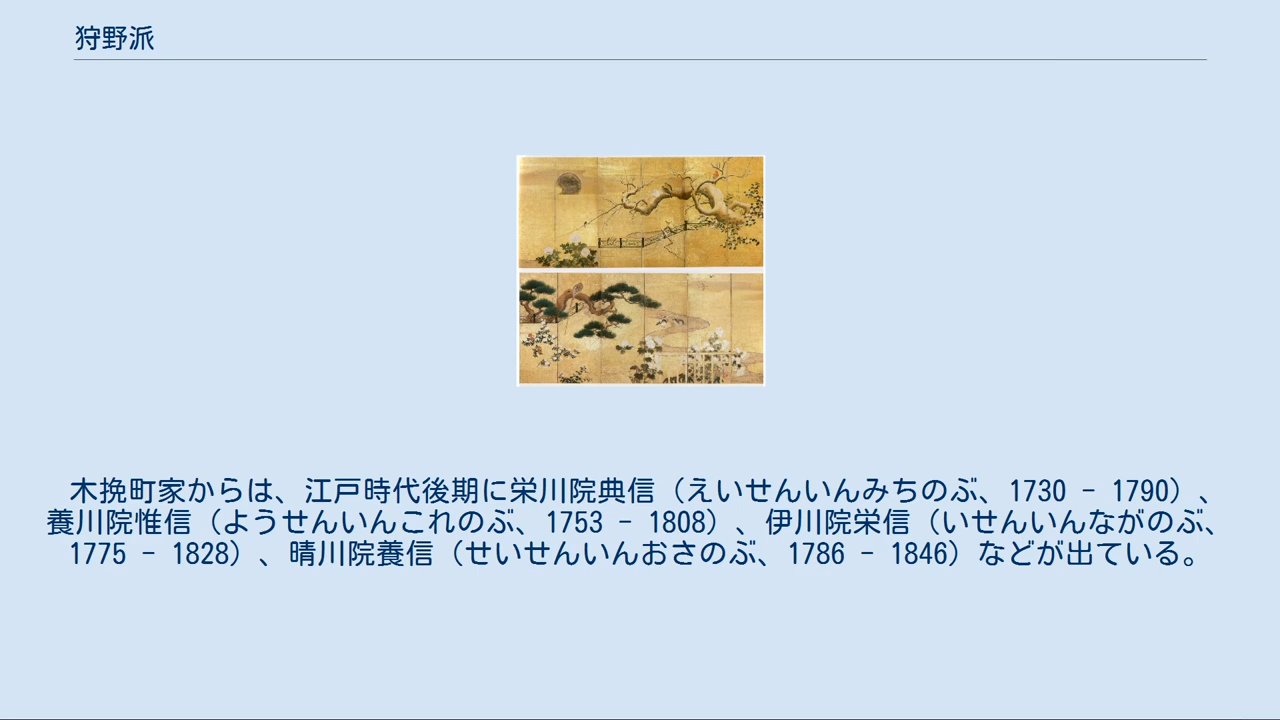 狩野派
木挽町家からは、江戸時代後期に栄川院典信（えいせんいんみちのぶ、1730 - 1790）、
養川院惟信（ようせんいんこれのぶ、1753 - 1808）、伊川院栄信（いせんいんながのぶ、
1775 - 1828）、晴川院養信（せいせんいんおさのぶ、1786 - 1846）などが出ている。